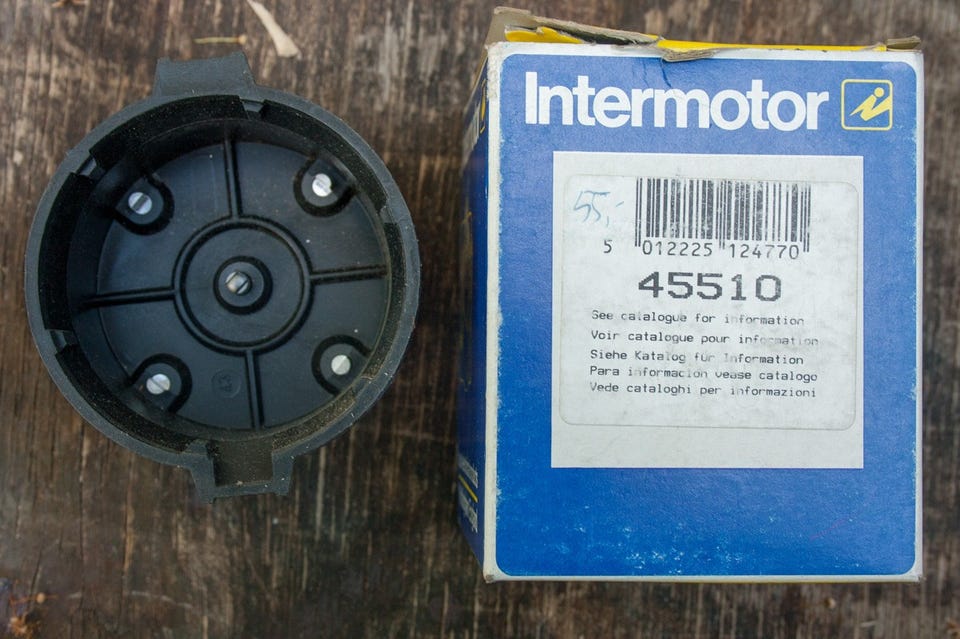 Intermotor
55,-
5 012225 124770
45510
See catalogue for information
Voir catalogue pour information
Siehe Katalog für Information
Para informacion vease catalogo
Vede cataloghi per informazioni